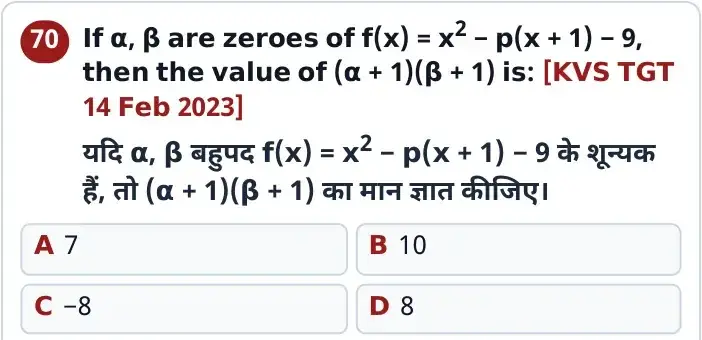 70 If α, β are zeroes of f(x) = x² – p(x + 1) – 9,
then the value of (α + 1)(β + 1) is: [KVS TGT
14 Feb 2023]
यदि α, β बहुपद f(x) = x² – p(x + 1) – 9 के शून्यक
हैं, तो (α + 1)(β + 1) का मान ज्ञात कीजिए।
A 7
B 10
C –8
D 8